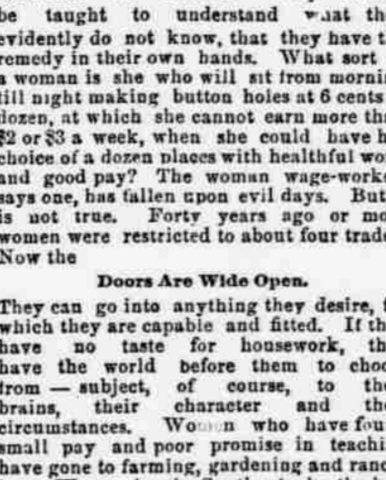 be taught to understand what th
evidently do not know, that they have t
remedy in their own hands. What sort
a woman is she who will sit from morni
till night making button holes at 6 cents
dozen, at which she cannot earn more tha
$2 or $3 a week, when she could have h
choice of a dozen places with healthful wo
and good pay? The woman wage-worke
says one, has fallen upon evil days. But
is not true. Forty years ago or mo
women were restricted to about four trade
Now the
Doors Are Wide Open.
They can go into anything they desire, f
which they are capable and fitted. If th
have no taste for housework, th
have the world before them to choo
from — subject, of course, to the
brains, their character and the
circumstances. Women who have fou
small pay and poor promise in teachi
have gone to farming, gardening and ranc